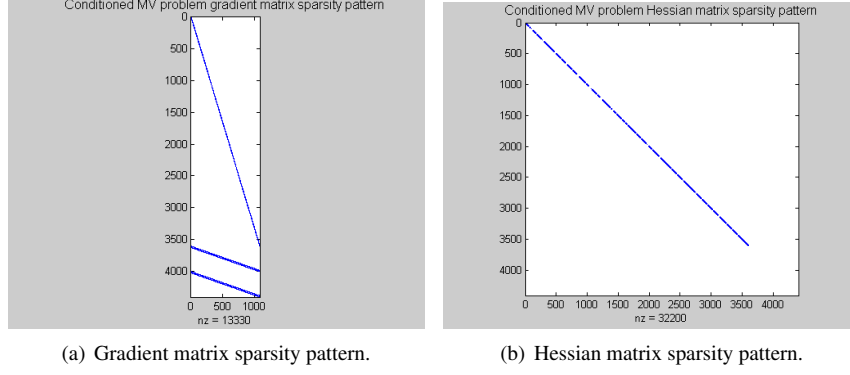 Conditioned MV problem gradient matrix sparsity pattern
0
500
1000
1500
2000
2500
3000
3500
4000
0 500 1000
nz = 13330
(a) Gradient matrix sparsity pattern.
Conditioned MV problem Hessian matrix sparsity pattern
0
500
1000
1500
2000
2500
3000
3500
4000
0 500 1000 1500 2000 2500 3000 3500 4000
nz = 32200
(b) Hessian matrix sparsity pattern.